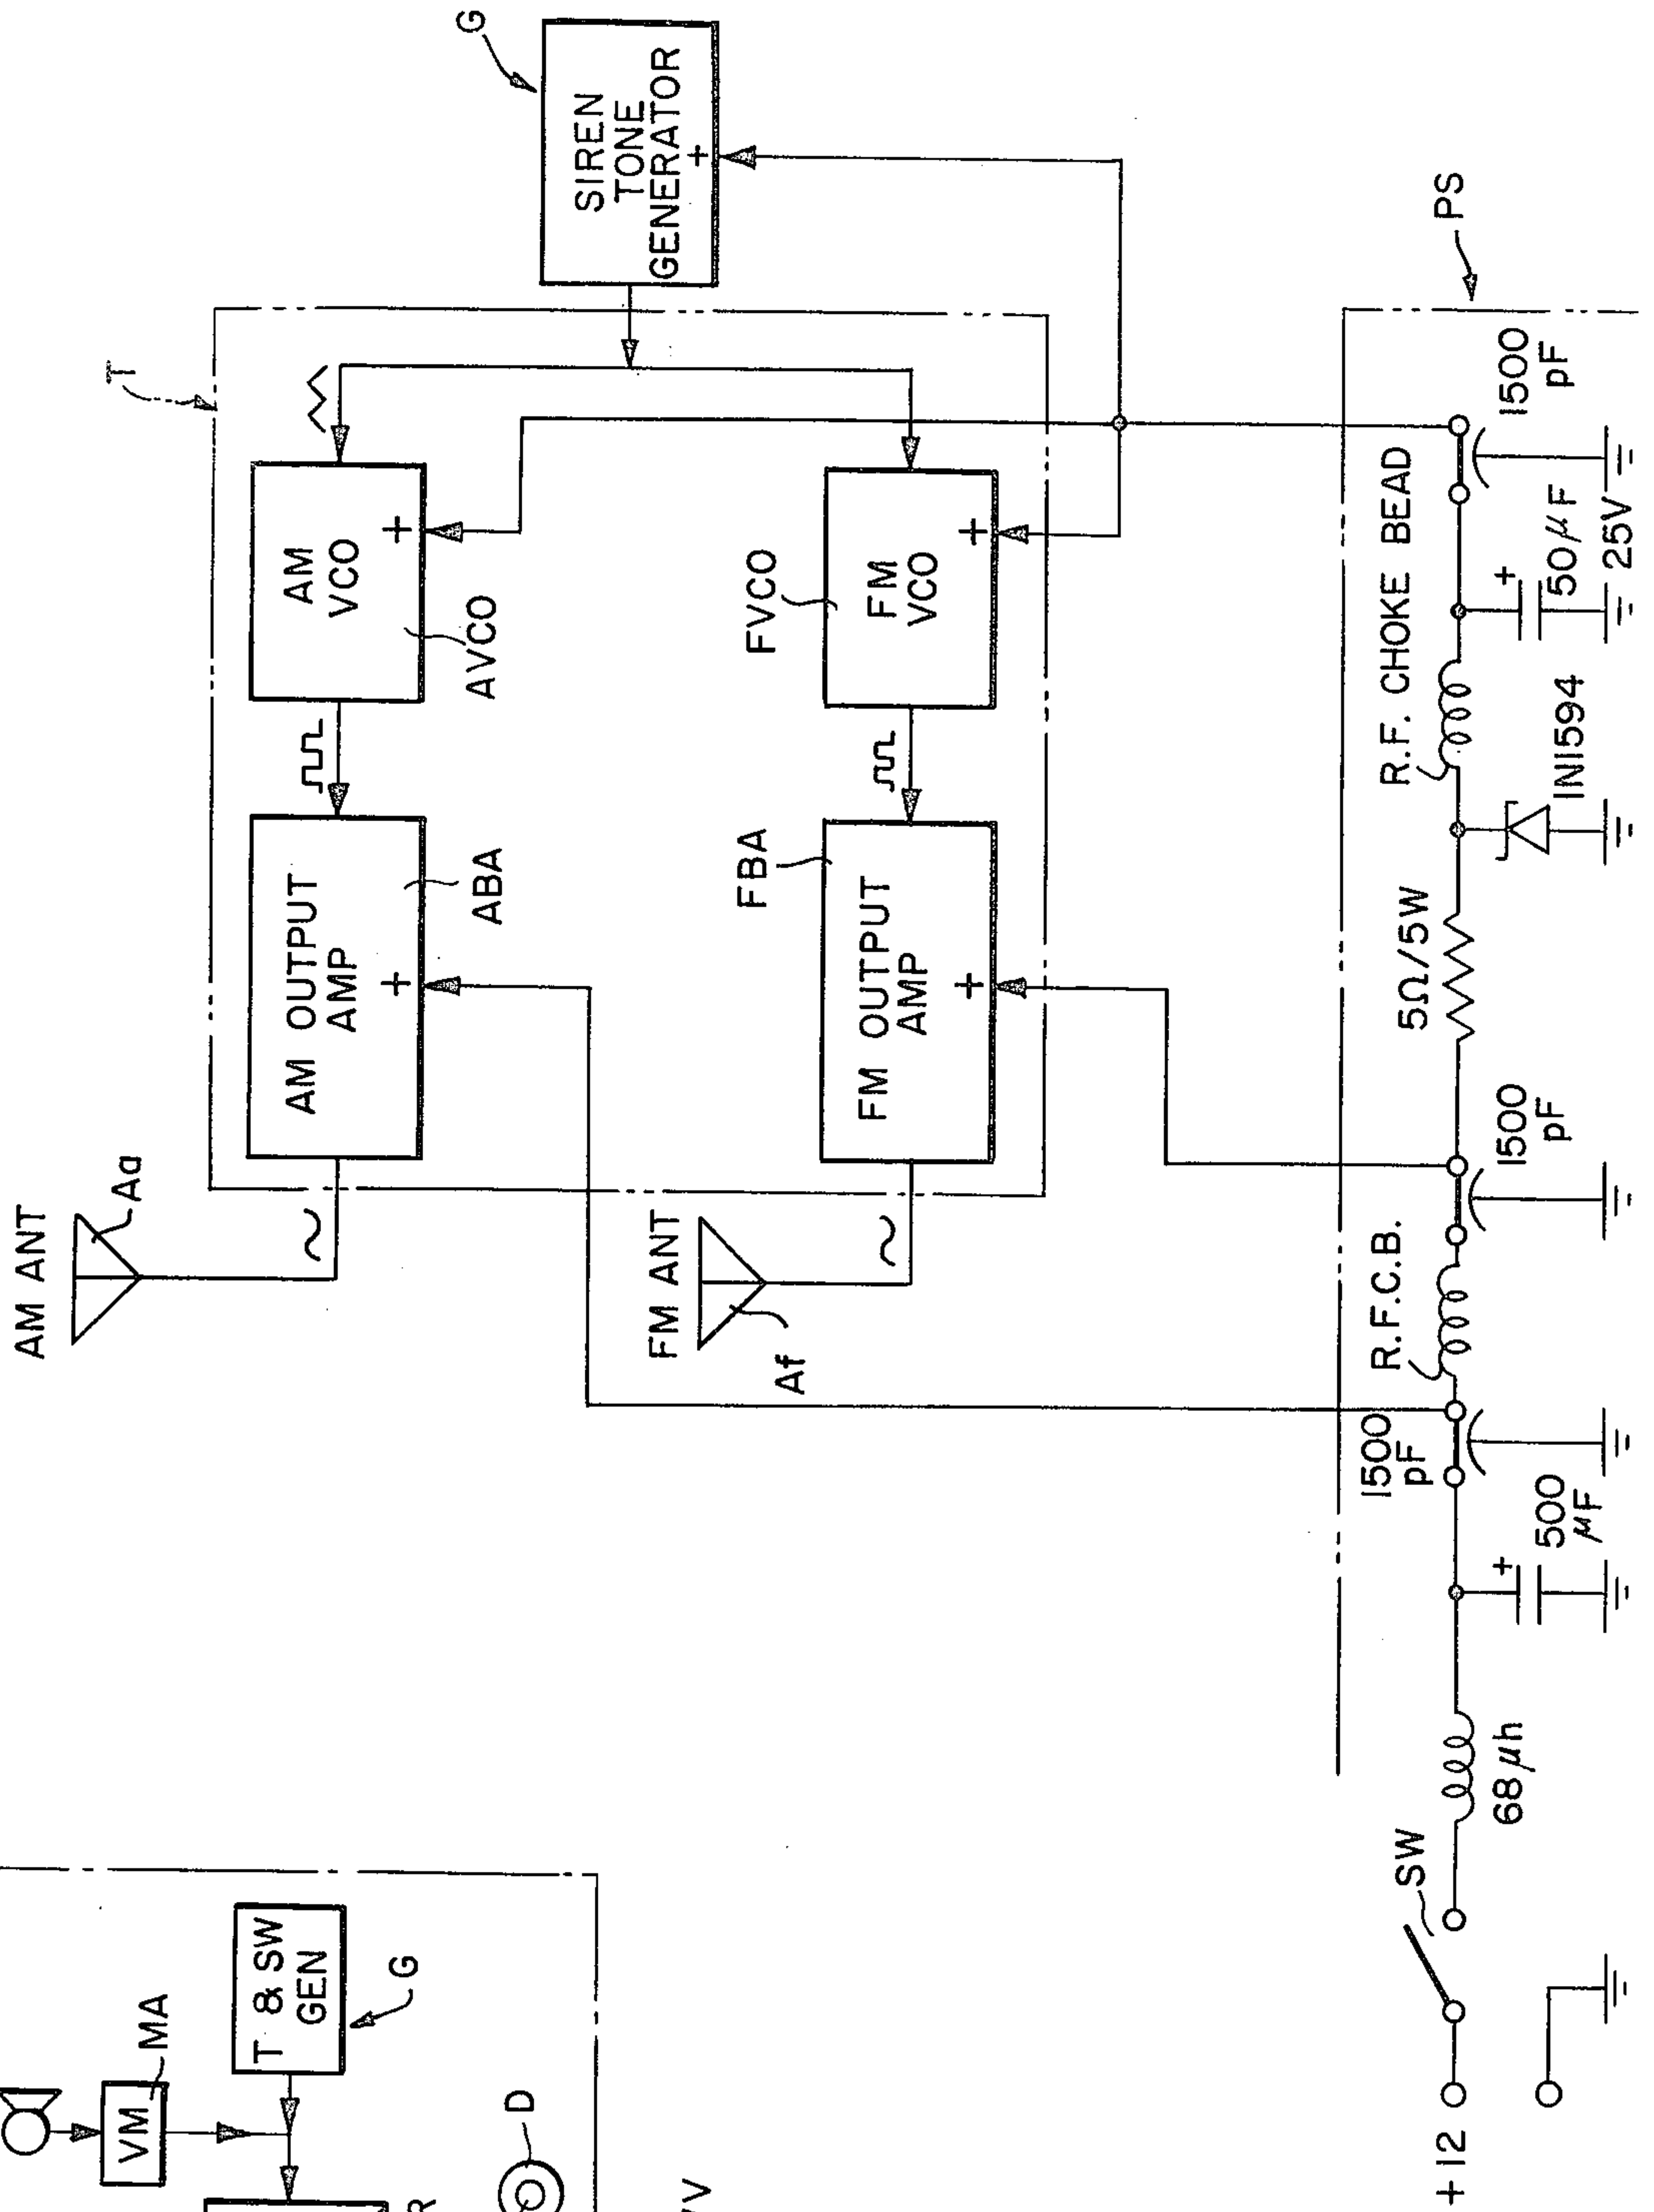 AM ANT
Aa
T
AM OUTPUT
AMP
+
ABA
AM
VCO
+
AVCO
G
SIREN
TONE
GENERATOR
+
FM ANT
Af
FBA
FM OUTPUT
AMP
+
FVCO
FM
VCO
+
PS
+12
SW
68μh
+
500
μF
1500
pF
R.F.C.B.
1500
pF
5Ω/5W
IN1594
R.F. CHOKE BEAD
+
50μF
25V
1500
pF
VM
MA
T & SW
GEN
G
D
R